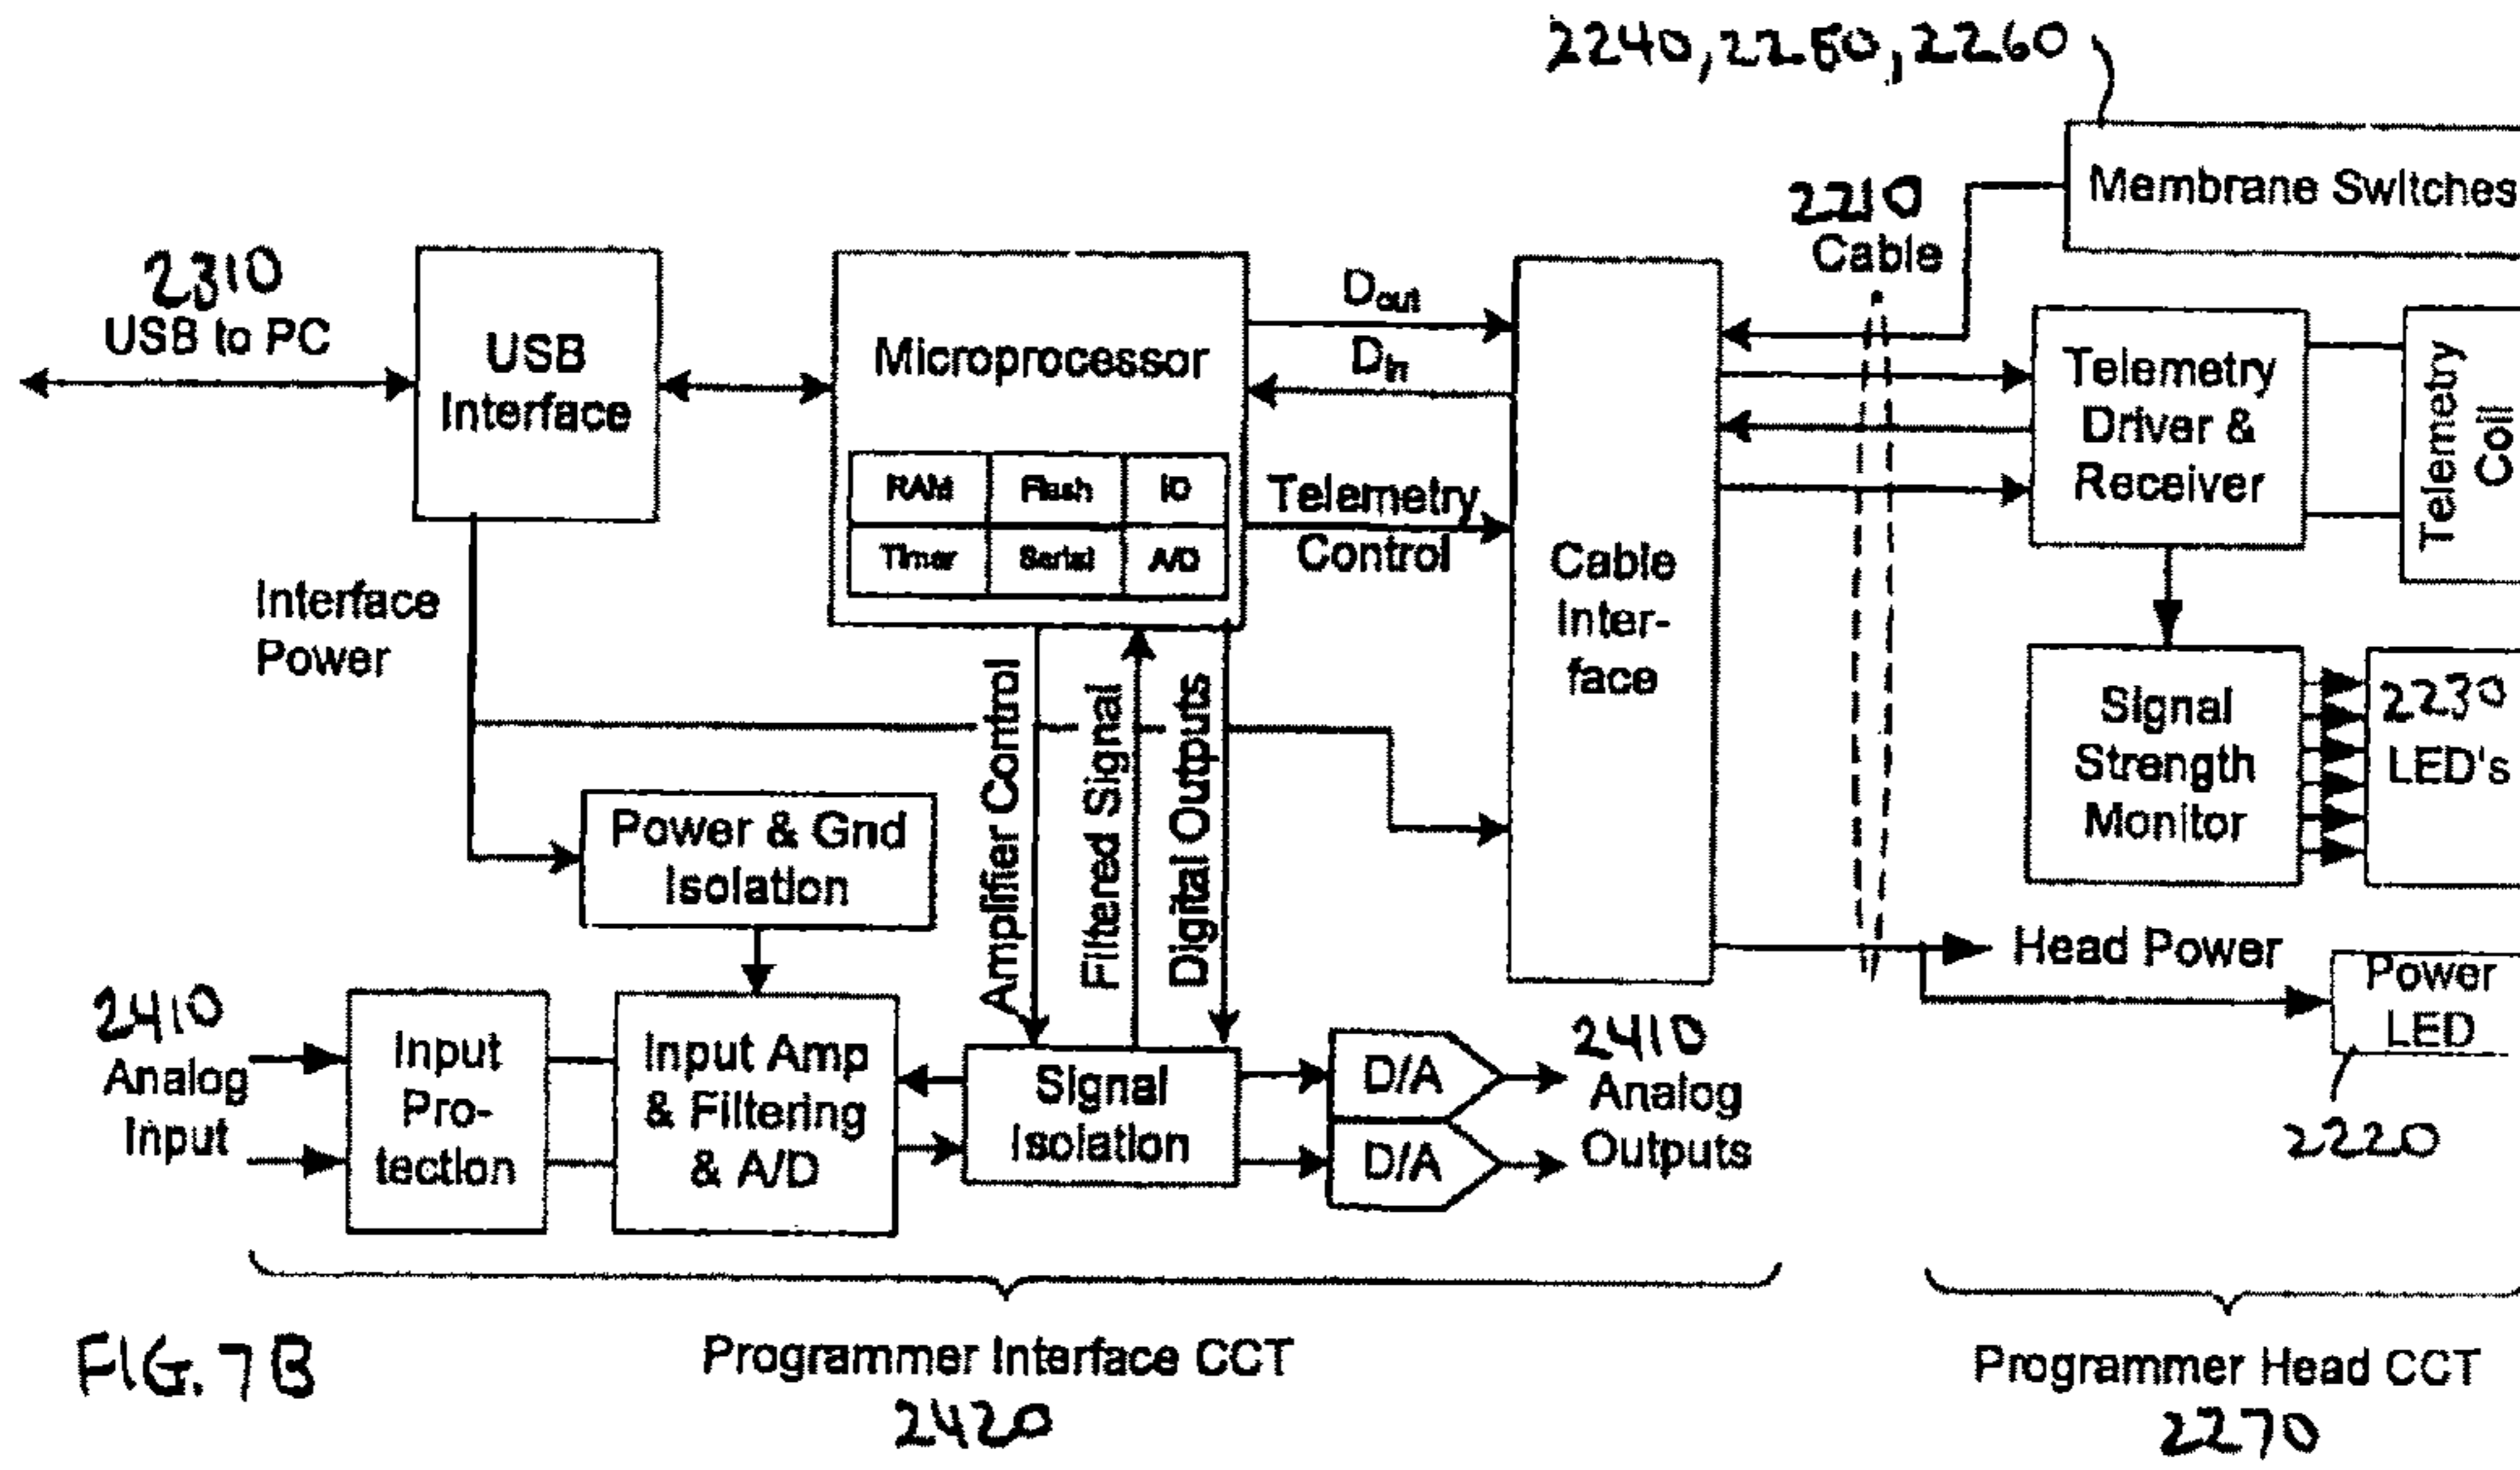 2240, 2250, 2260
Membrane Switches
2210
Cable
2310
USB to PC
USB
Interface
Microprocessor
RAM
Flash
I/O
Timer
Serial
A/D
Dout
Din
Telemetry
Control
Cable
Inter-
face
Telemetry
Driver &
Receiver
Telemetry
Coil
Interface
Power
Amplifier Control
Filtered Signal
Digital Outputs
Signal
Strength
Monitor
2230
LED's
Power & Gnd
Isolation
Head Power
Power
LED
2220
2410
Analog
Input
Input
Pro-
tection
Input Amp
& Filtering
& A/D
Signal
Isolation
D/A
D/A
2410
Analog
Outputs
FIG. 7B
Programmer Interface CCT
2420
Programmer Head CCT
2270